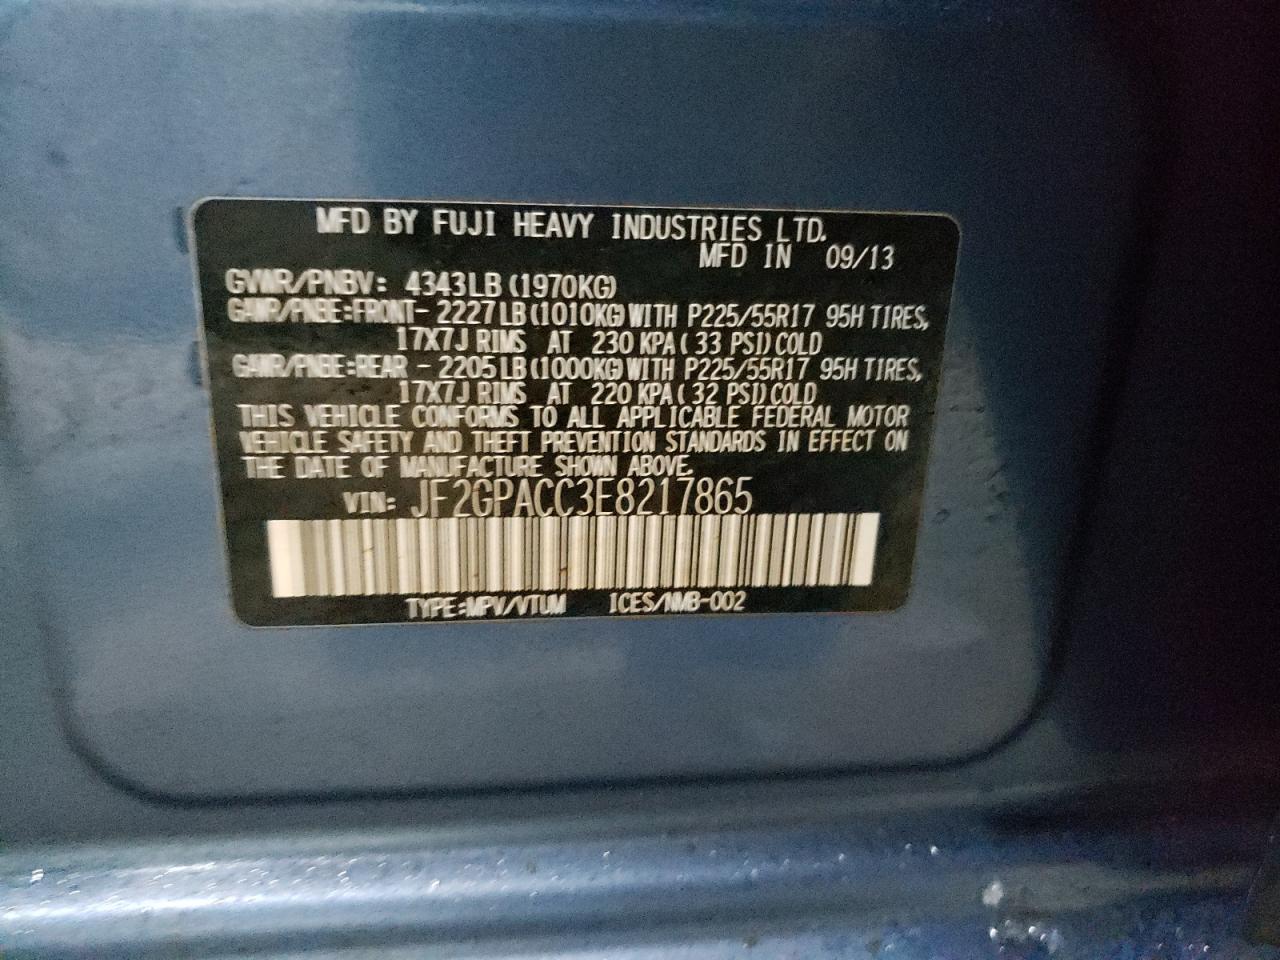 MFD BY FUJI HEAVY INDUSTRIES LTD.
MFD IN 09/13
GVWR/PNBV: 4343LB (1970KG)
GAWR/PNBE:FRONT- 2227LB(1010KG)WITH P225/55R17 95H TIRES,
17X7J RIMS AT 230 KPA( 33 PSI)COLD
GAWR/PNBE:REAR - 2205LB(1000KG)WITH P225/55R17 95H TIRES,
17X7J RIMS AT 220 KPA( 32 PSI)COLD
THIS VEHICLE CONFORMS TO ALL APPLICABLE FEDERAL MOTOR
VEHICLE SAFETY AND THEFT PREVENTION STANDARDS IN EFFECT ON
THE DATE OF MANUFACTURE SHOWN ABOVE.
VIN: JF2GPACC3E8217865
TYPE:MPV/VTUM ICES/NMB-002